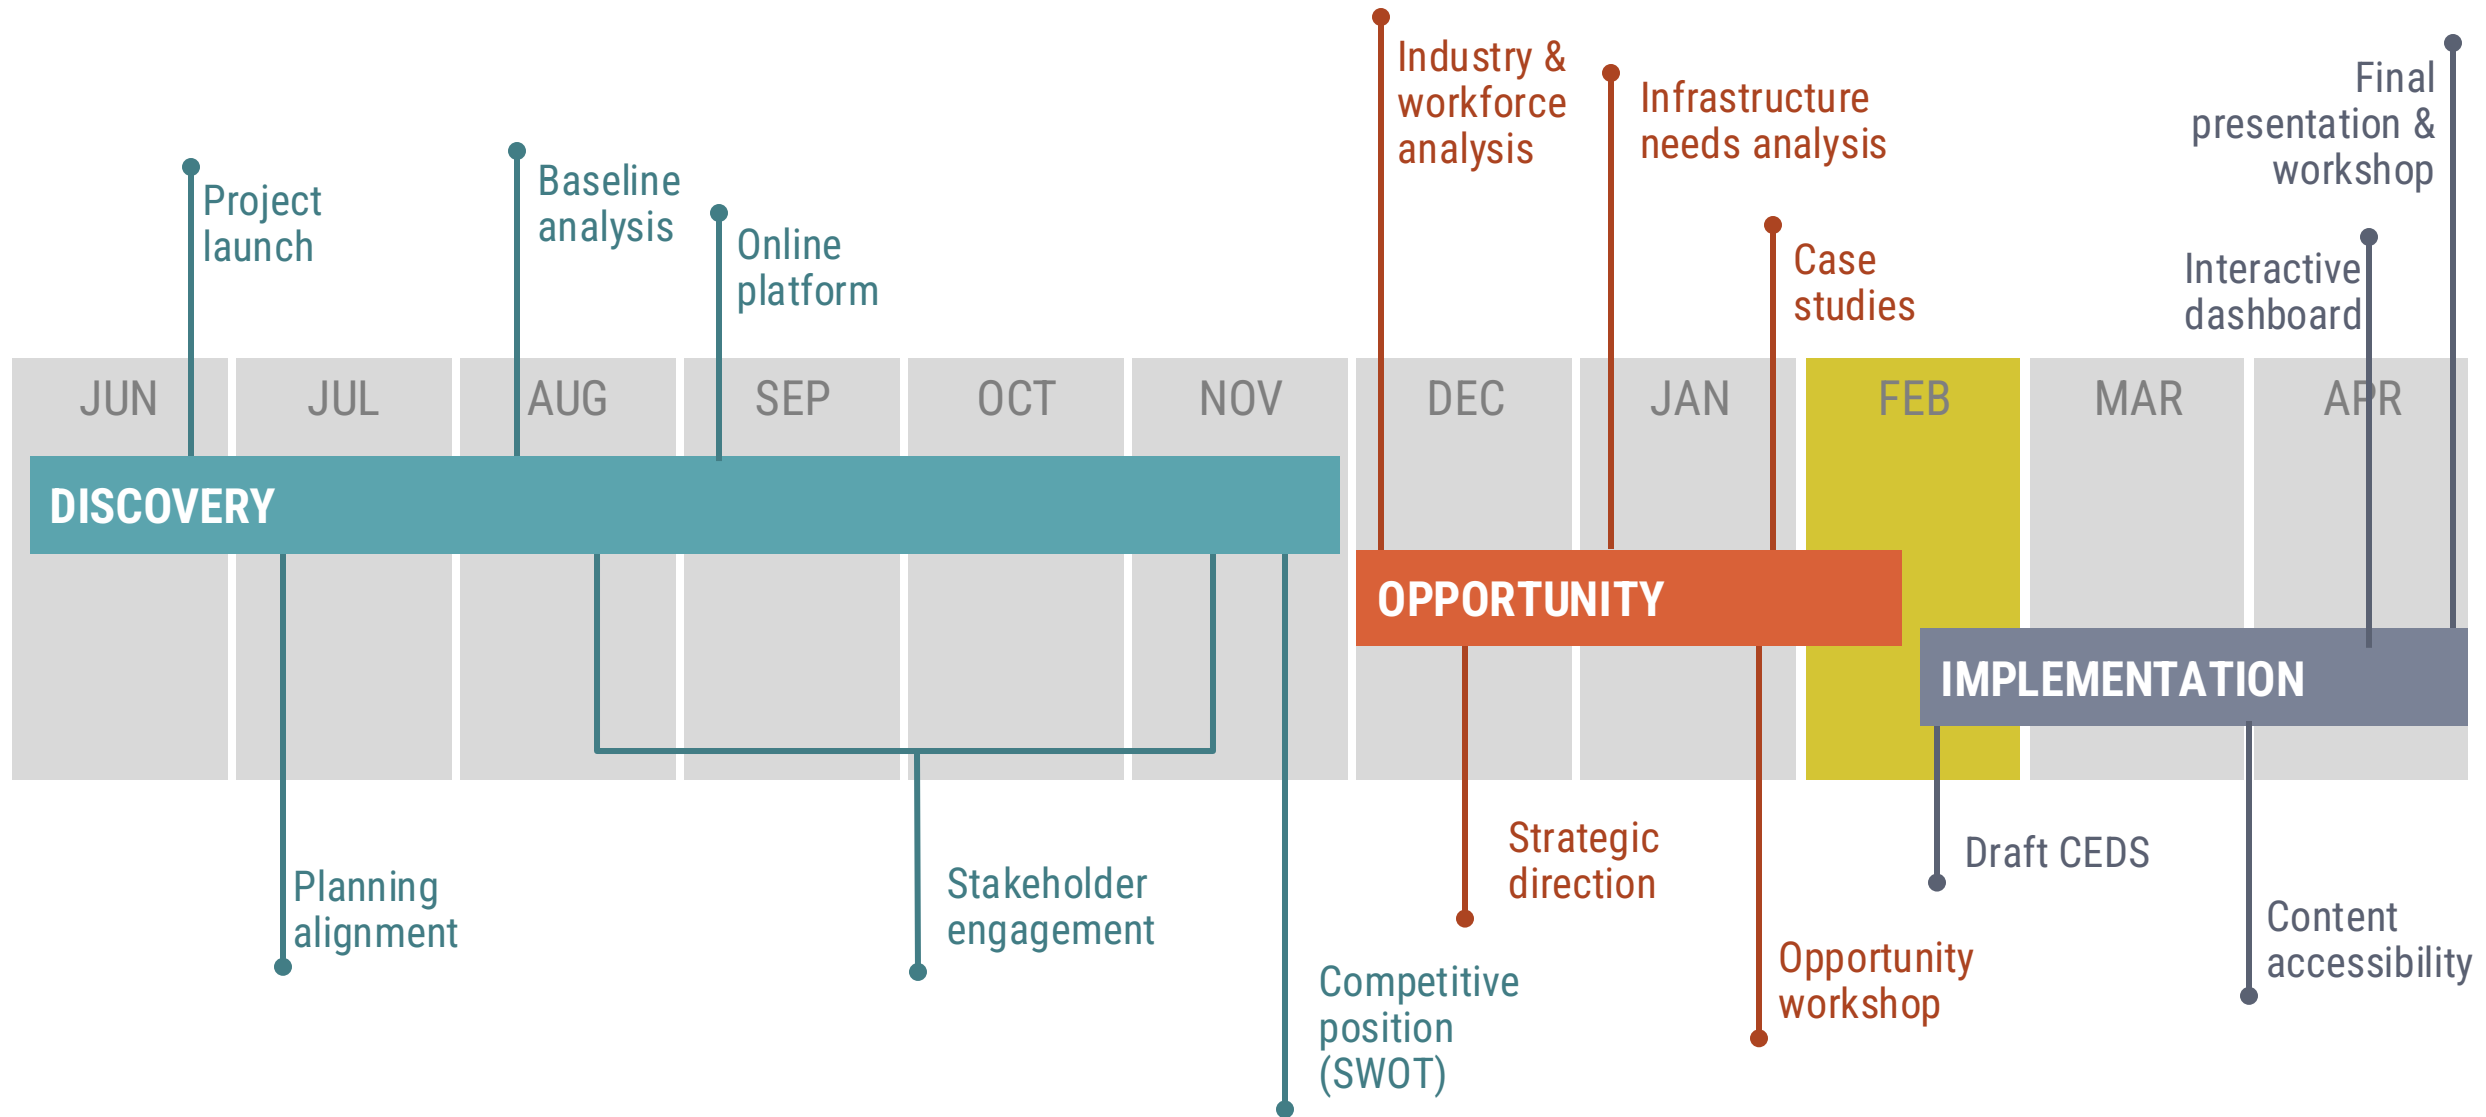 Industry &
workforce
analysis
Infrastructure
needs analysis
Final
presentation &
workshop
Project
launch
Baseline
analysis
Online
platform
Case
studies
Interactive
dashboard
JUN
JUL
AUG
SEP
OCT
NOV
DEC
JAN
FEB
MAR
APR
DISCOVERY
OPPORTUNITY
IMPLEMENTATION
Planning
alignment
Stakeholder
engagement
Competitive
position
(SWOT)
Strategic
direction
Opportunity
workshop
Draft CEDS
Content
accessibility